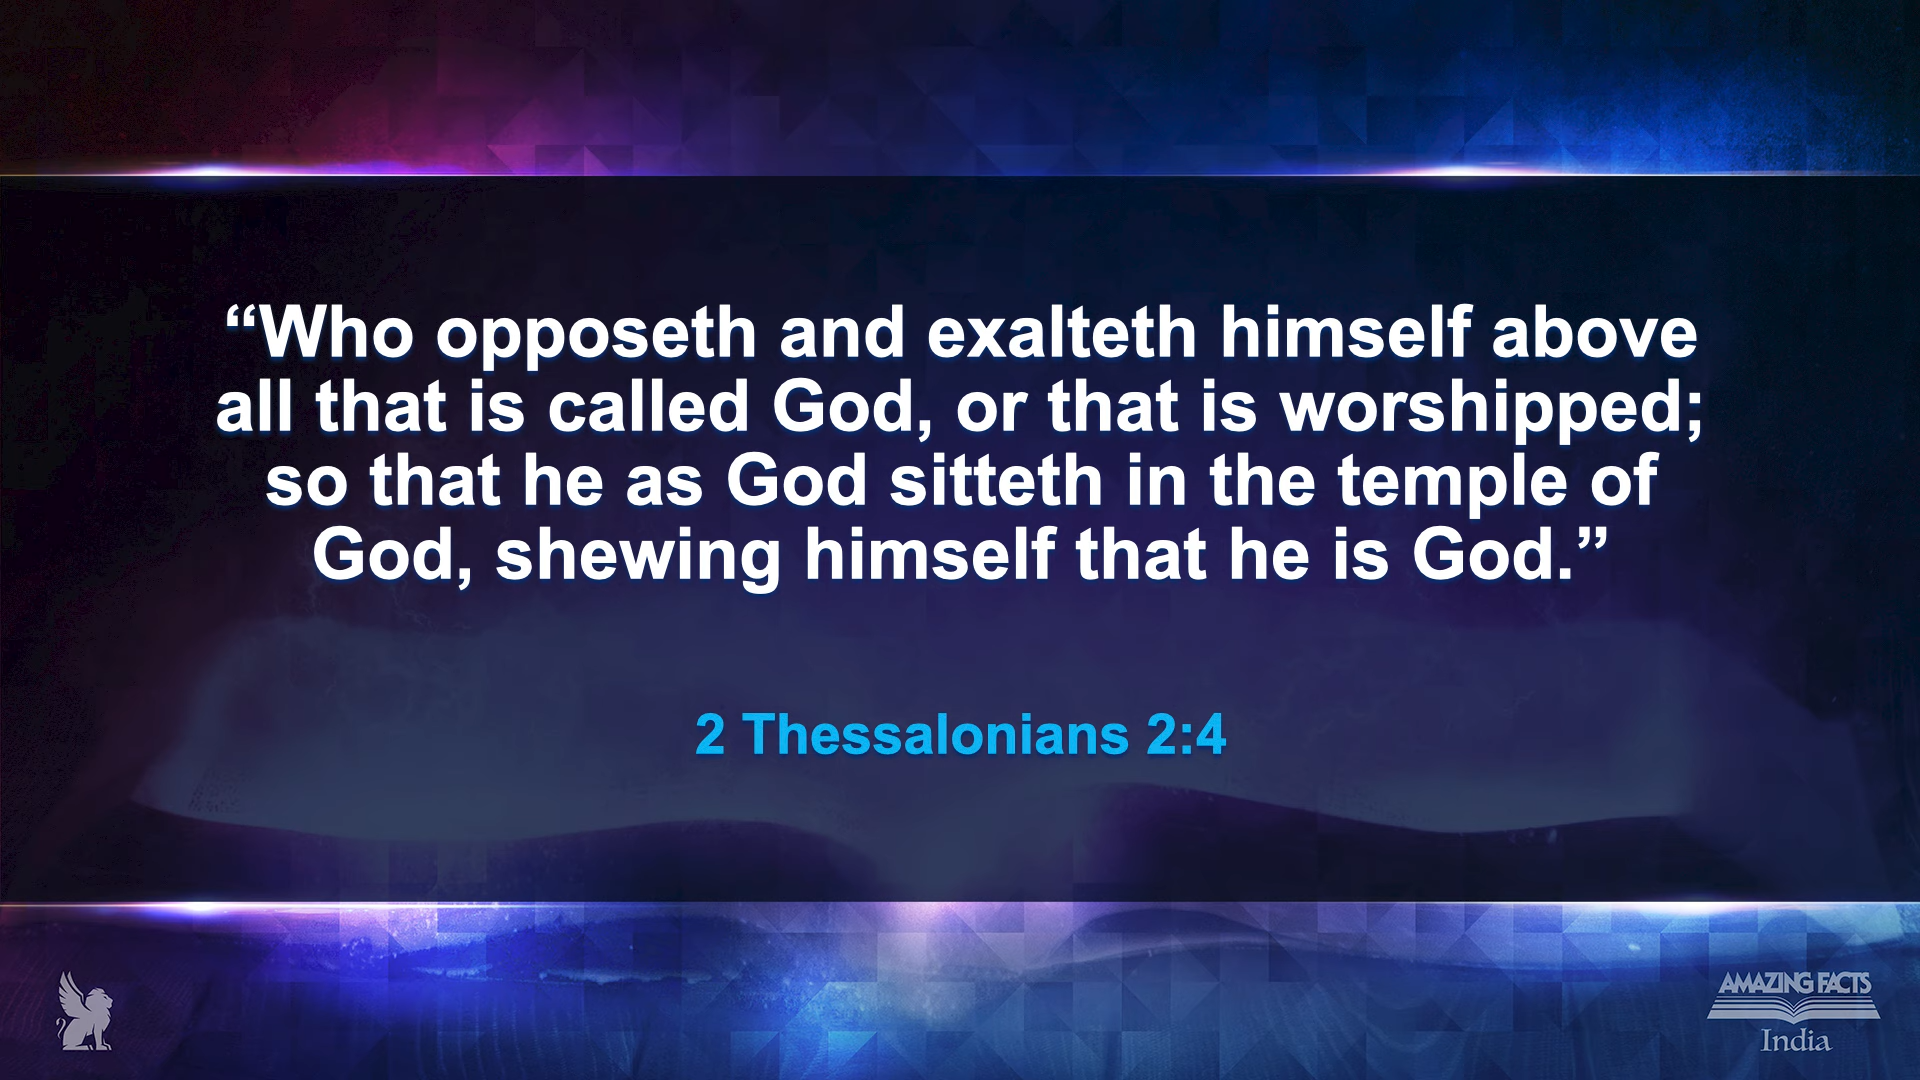 “Who opposeth and exalteth himself above
all that is called God, or that is worshipped;
so that he as God sitteth in the temple of
God, shewing himself that he is God.”
2 Thessalonians 2:4
AMAZING FACTS
India